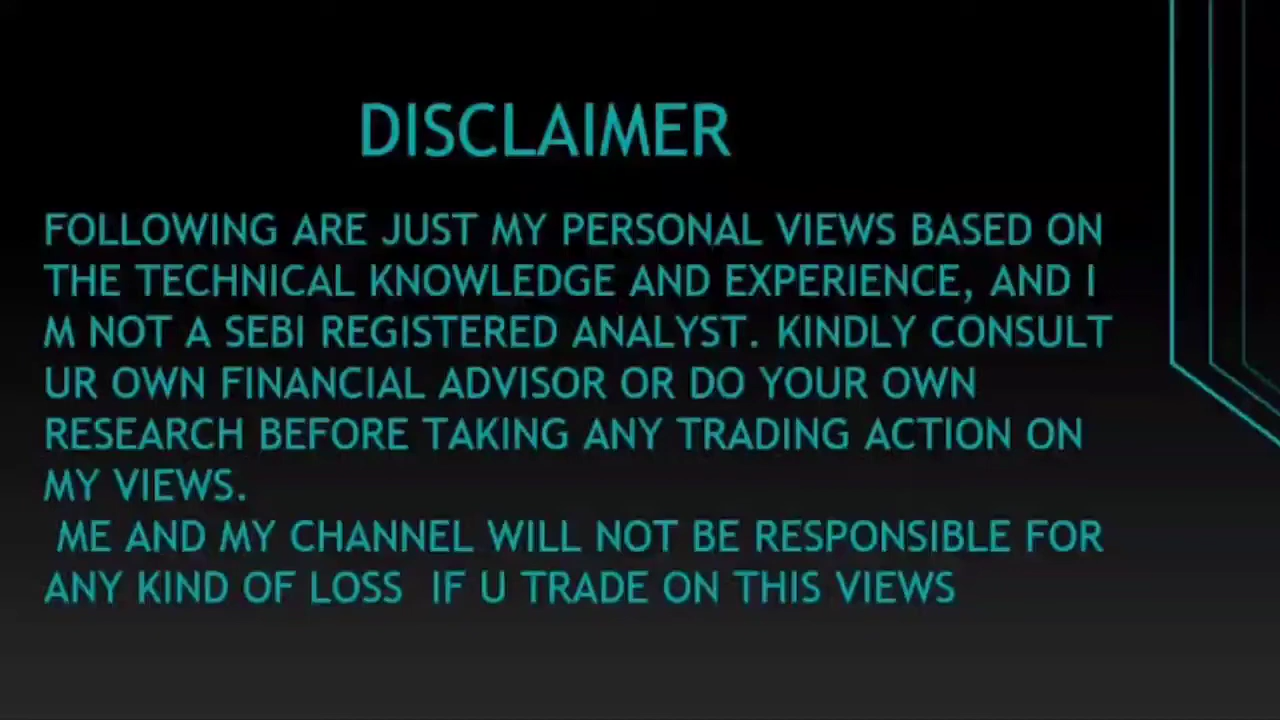 DISCLAIMER
FOLLOWING ARE JUST MY PERSONAL VIEWS BASED ON
THE TECHNICAL KNOWLEDGE AND EXPERIENCE, AND I
M NOT A SEBI REGISTERED ANALYST. KINDLY CONSULT
UR OWN FINANCIAL ADVISOR OR DO YOUR OWN
RESEARCH BEFORE TAKING ANY TRADING ACTION ON
MY VIEWS.
ME AND MY CHANNEL WILL NOT BE RESPONSIBLE FOR
ANY KIND OF LOSS  IF U TRADE ON THIS VIEWS